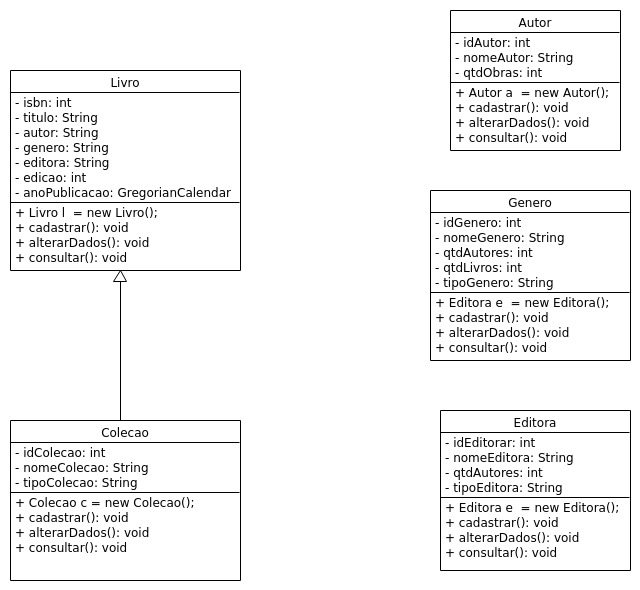 Livro
- isbn: int
- titulo: String
- autor: String
- genero: String
- editora: String
- edicao: int
- anoPublicacao: GregorianCalendar
+ Livro l  = new Livro();
+ cadastrar(): void
+ alterarDados(): void
+ consultar(): void
Colecao
- idColecao: int
- nomeColecao: String
- tipoColecao: String
+ Colecao c = new Colecao();
+ cadastrar(): void
+ alterarDados(): void
+ consultar(): void
Autor
- idAutor: int
- nomeAutor: String
- qtdObras: int
+ Autor a  = new Autor();
+ cadastrar(): void
+ alterarDados(): void
+ consultar(): void
Genero
- idGenero: int
- nomeGenero: String
- qtdAutores: int
- qtdLivros: int
- tipoGenero: String
+ Editora e  = new Editora();
+ cadastrar(): void
+ alterarDados(): void
+ consultar(): void
Editora
- idEditorar: int
- nomeEditora: String
- qtdAutores: int
- tipoEditora: String
+ Editora e  = new Editora();
+ cadastrar(): void
+ alterarDados(): void
+ consultar(): void